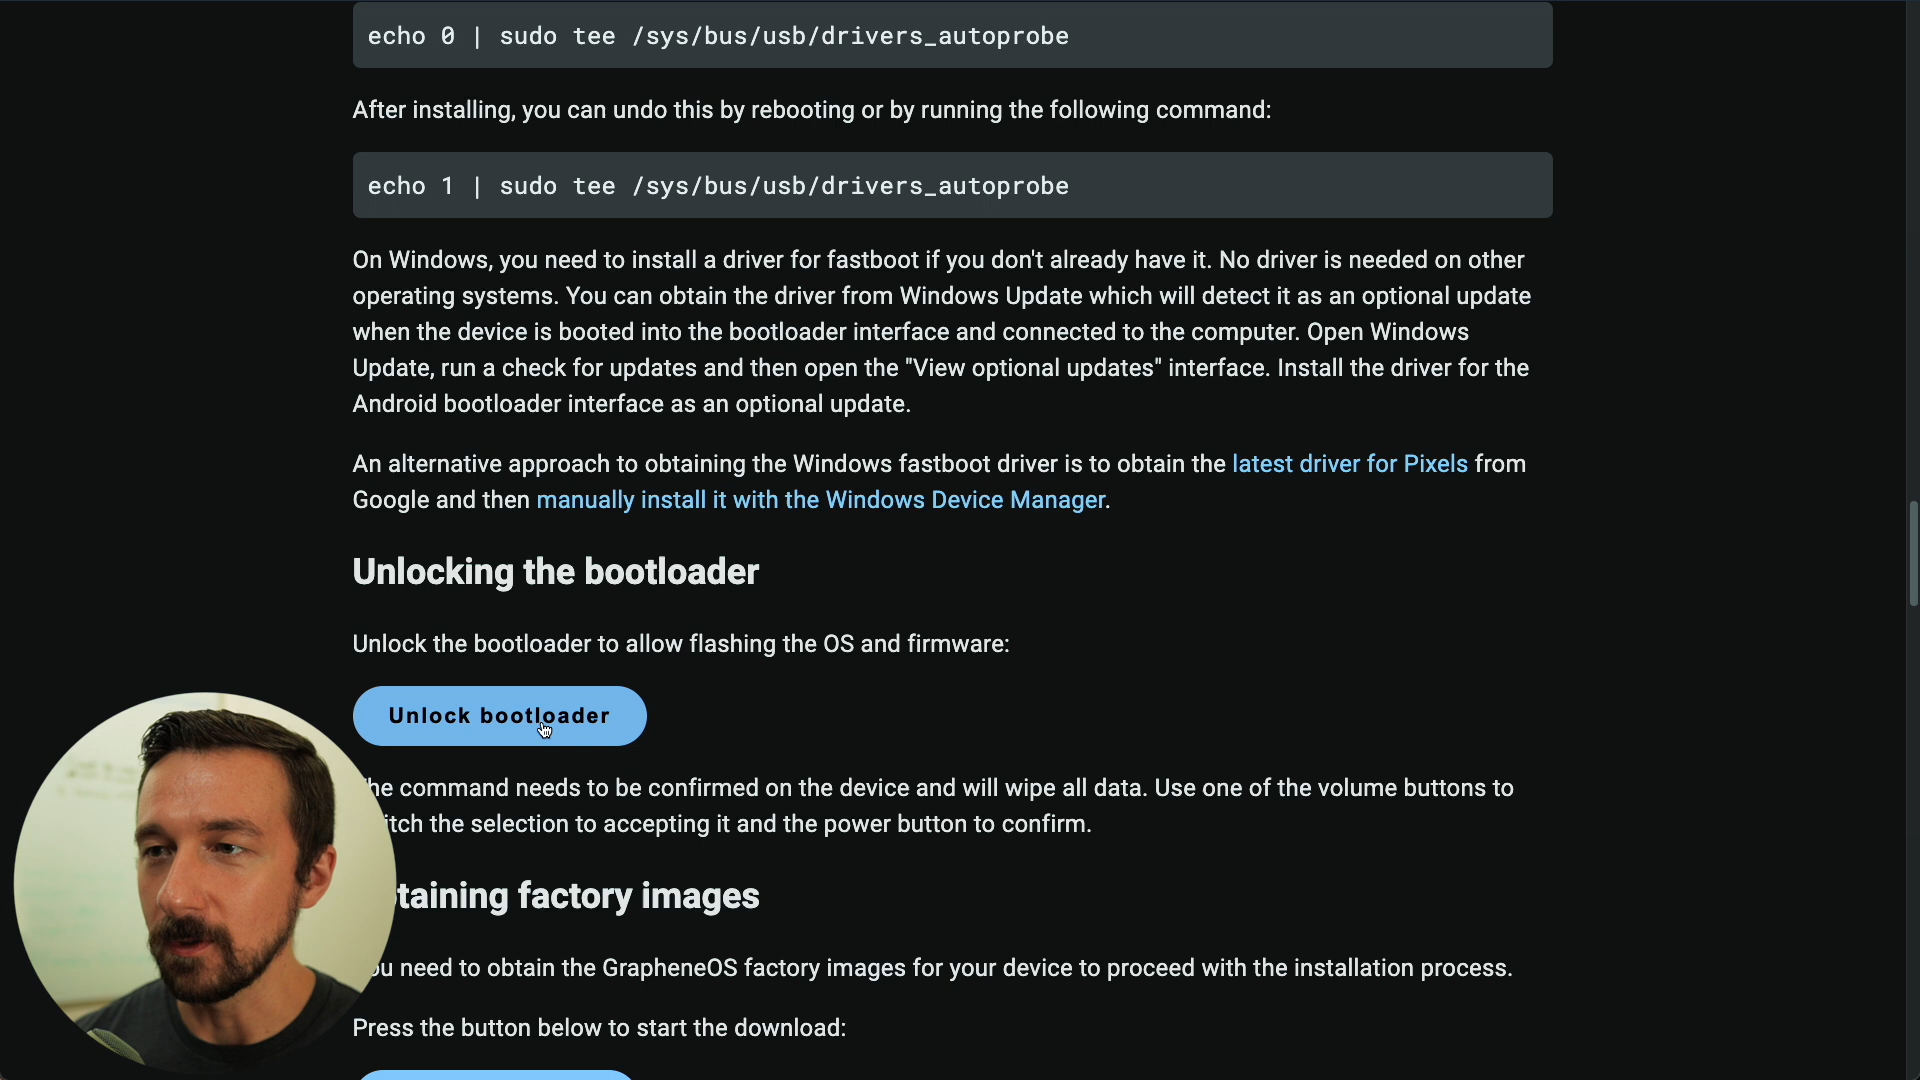 echo 0 | sudo tee /sys/bus/usb/drivers_autoprobe
After installing, you can undo this by rebooting or by running the following command:
echo 1 | sudo tee /sys/bus/usb/drivers_autoprobe
On Windows, you need to install a driver for fastboot if you don't already have it. No driver is needed on other
operating systems. You can obtain the driver from Windows Update which will detect it as an optional update
when the device is booted into the bootloader interface and connected to the computer. Open Windows
Update, run a check for updates and then open the "View optional updates" interface. Install the driver for the
Android bootloader interface as an optional update.
An alternative approach to obtaining the Windows fastboot driver is to obtain the latest driver for Pixels from
Google and then manually install it with the Windows Device Manager.
Unlocking the bootloader
Unlock the bootloader to allow flashing the OS and firmware:
Unlock bootloader
he command needs to be confirmed on the device and will wipe all data. Use one of the volume buttons to
itch the selection to accepting it and the power button to confirm.
taining factory images
ou need to obtain the GrapheneOS factory images for your device to proceed with the installation process.
Press the button below to start the download: